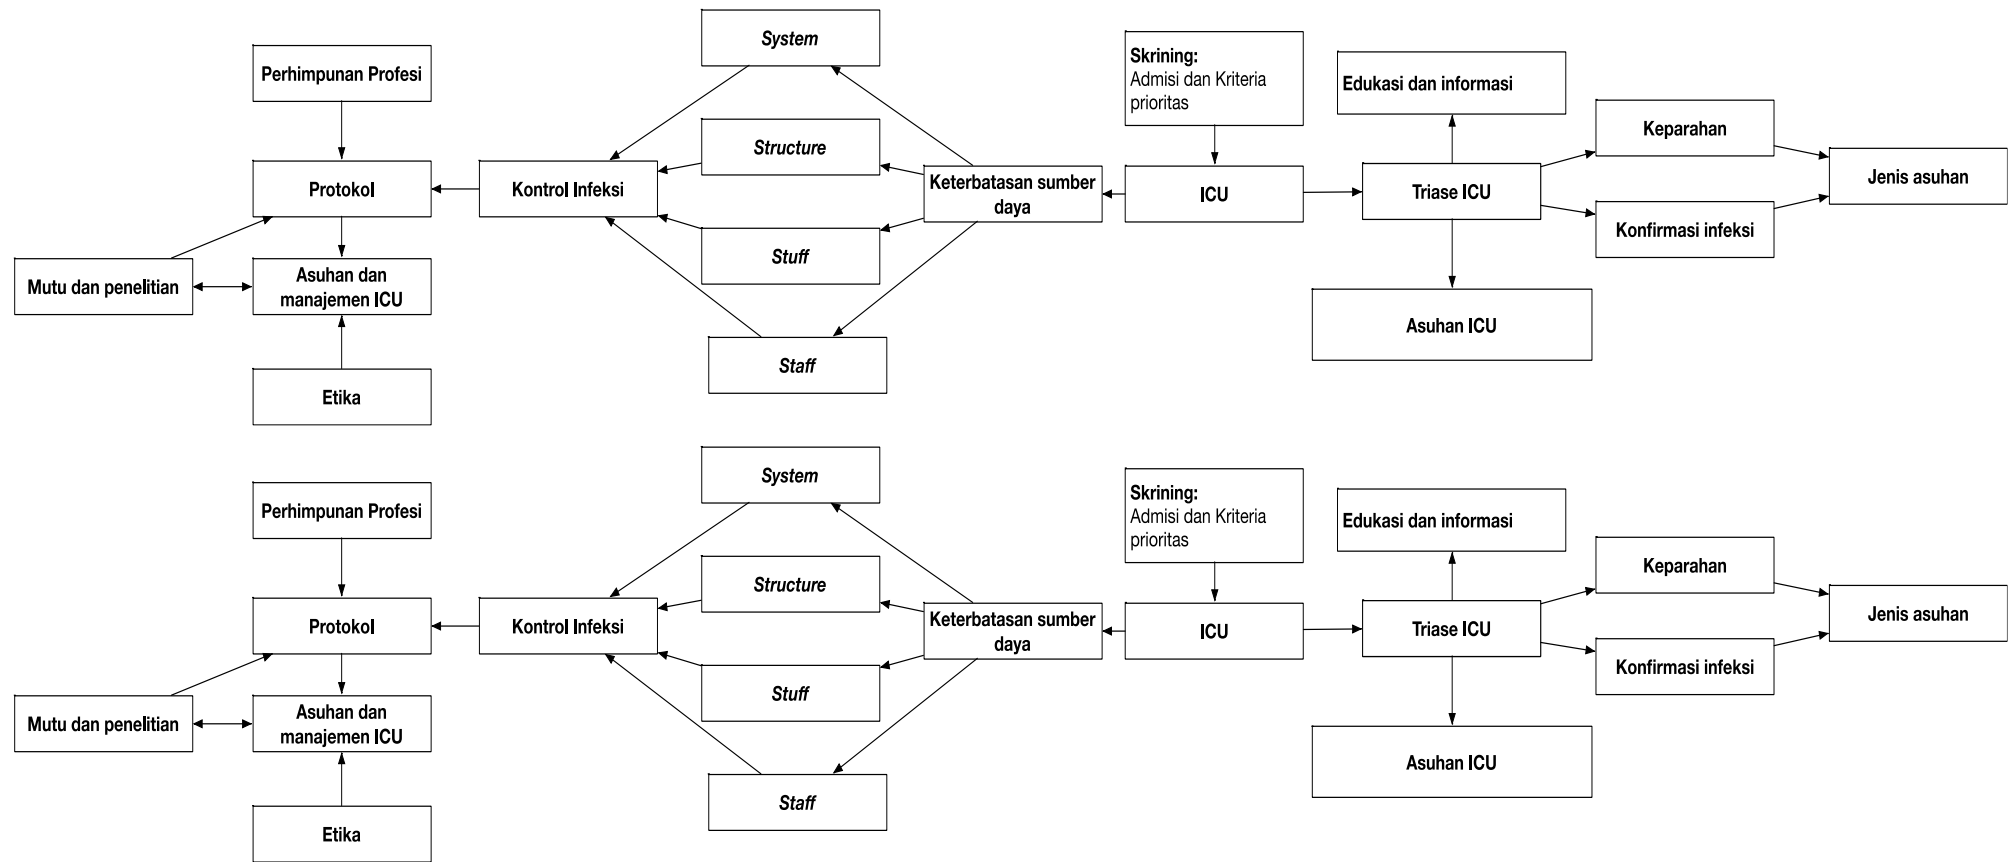 System
Perhimpunan Profesi
Skrining:
Admisi dan Kriteria
prioritas
Edukasi dan informasi
Keparahan
Structure
Protokol
Kontrol Infeksi
Keterbatasan sumber
daya
ICU
Triase ICU
Jenis asuhan
Konfirmasi infeksi
Stuff
Mutu dan penelitian
Asuhan dan
manajemen ICU
Asuhan ICU
Staff
Etika
System
Perhimpunan Profesi
Skrining:
Admisi dan Kriteria
prioritas
Edukasi dan informasi
Keparahan
Structure
Protokol
Kontrol Infeksi
Keterbatasan sumber
daya
ICU
Triase ICU
Jenis asuhan
Konfirmasi infeksi
Stuff
Mutu dan penelitian
Asuhan dan
manajemen ICU
Asuhan ICU
Staff
Etika